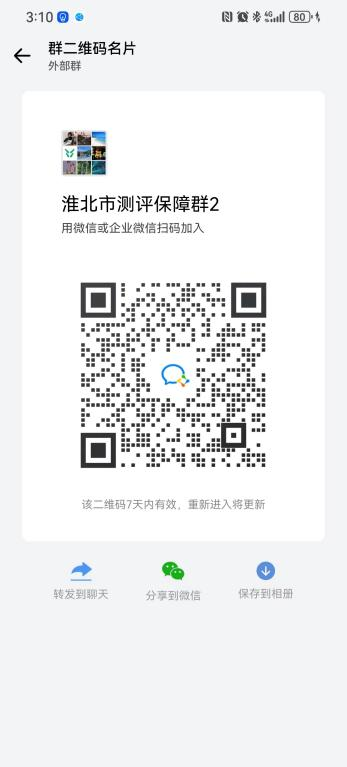 3:10
4G
80
群二维码名片
外部群
淮北市测评保障群2
用微信或企业微信扫码加入
该二维码7天内有效，重新进入将更新
转发到聊天
分享到微信
保存到相册